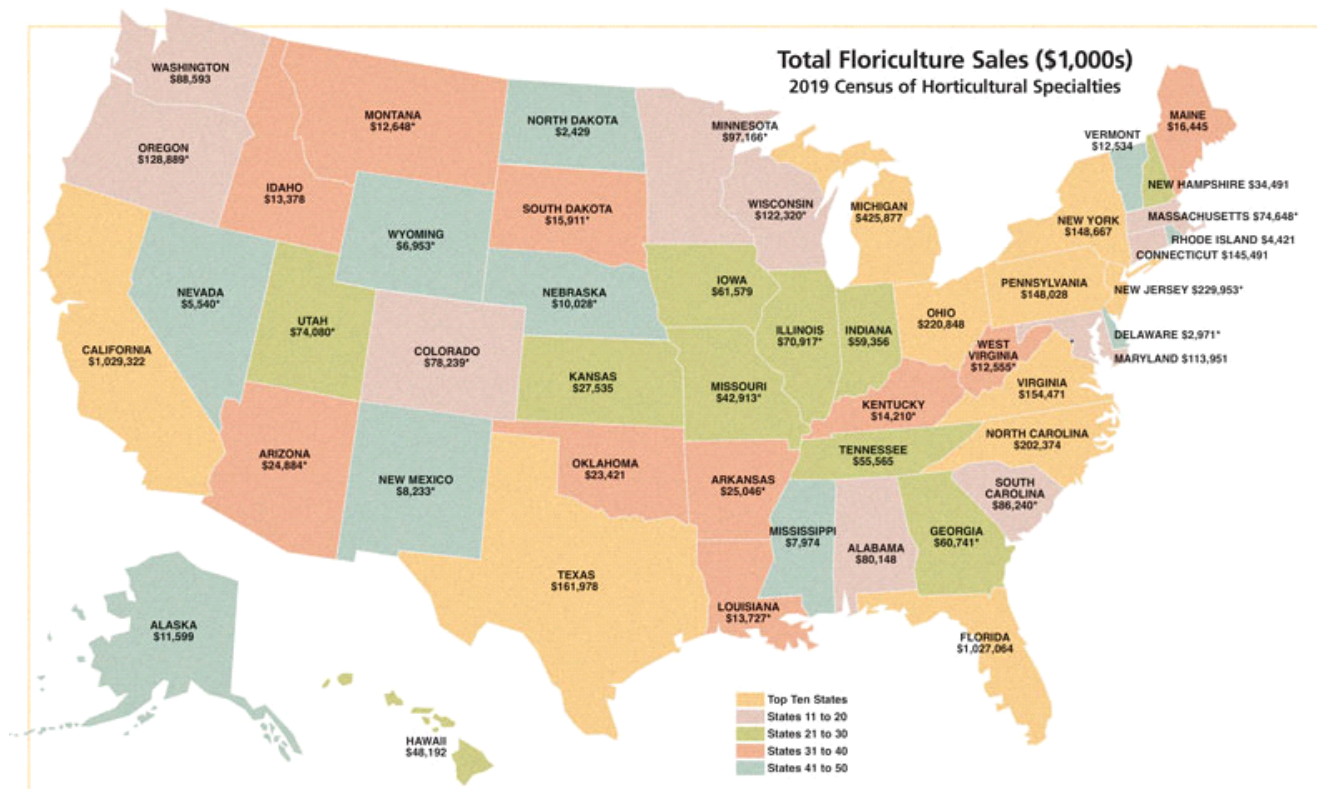 Total Floriculture Sales ($1,000s)
2019 Census of Horticultural Specialties
WASHINGTON
$88,593
OREGON
$128,889*
CALIFORNIA
$1,029,322
IDAHO
$13,378
NEVADA
$5,540*
MONTANA
$12,648*
WYOMING
$6,953*
UTAH
$74,080*
ARIZONA
$24,884*
COLORADO
$78,239*
NEW MEXICO
$8,233*
NORTH DAKOTA
$2,429
SOUTH DAKOTA
$15,911*
NEBRASKA
$10,028*
KANSAS
$27,535
OKLAHOMA
$23,421
TEXAS
$161,978
MINNESOTA
$97,166*
IOWA
$61,579
MISSOURI
$42,913*
ARKANSAS
$25,046*
LOUISIANA
$13,727*
WISCONSIN
$122,320*
ILLINOIS
$70,917*
INDIANA
$59,356
MICHIGAN
$425,877
OHIO
$220,848
KENTUCKY
$14,210*
TENNESSEE
$55,565
MISSISSIPPI
$7,974
ALABAMA
$80,148
GEORGIA
$60,741*
FLORIDA
$1,027,064
SOUTH
CAROLINA
$86,240*
NORTH CAROLINA
$202,374
VIRGINIA
$154,471
WEST
VIRGINIA
$12,555*
*
PENNSYLVANIA
$148,028
NEW YORK
$148,667
VERMONT
$12,534
MAINE
$16,445
NEW HAMPSHIRE $34,491
MASSACHUSETTS $74,648*
RHODE ISLAND $4,421
CONNECTICUT $145,491
NEW JERSEY $229,953*
DELAWARE $2,971*
MARYLAND $113,951
ALASKA
$11,599
HAWAII
$48,192
Top Ten States
States 11 to 20
States 21 to 30
States 31 to 40
States 41 to 50